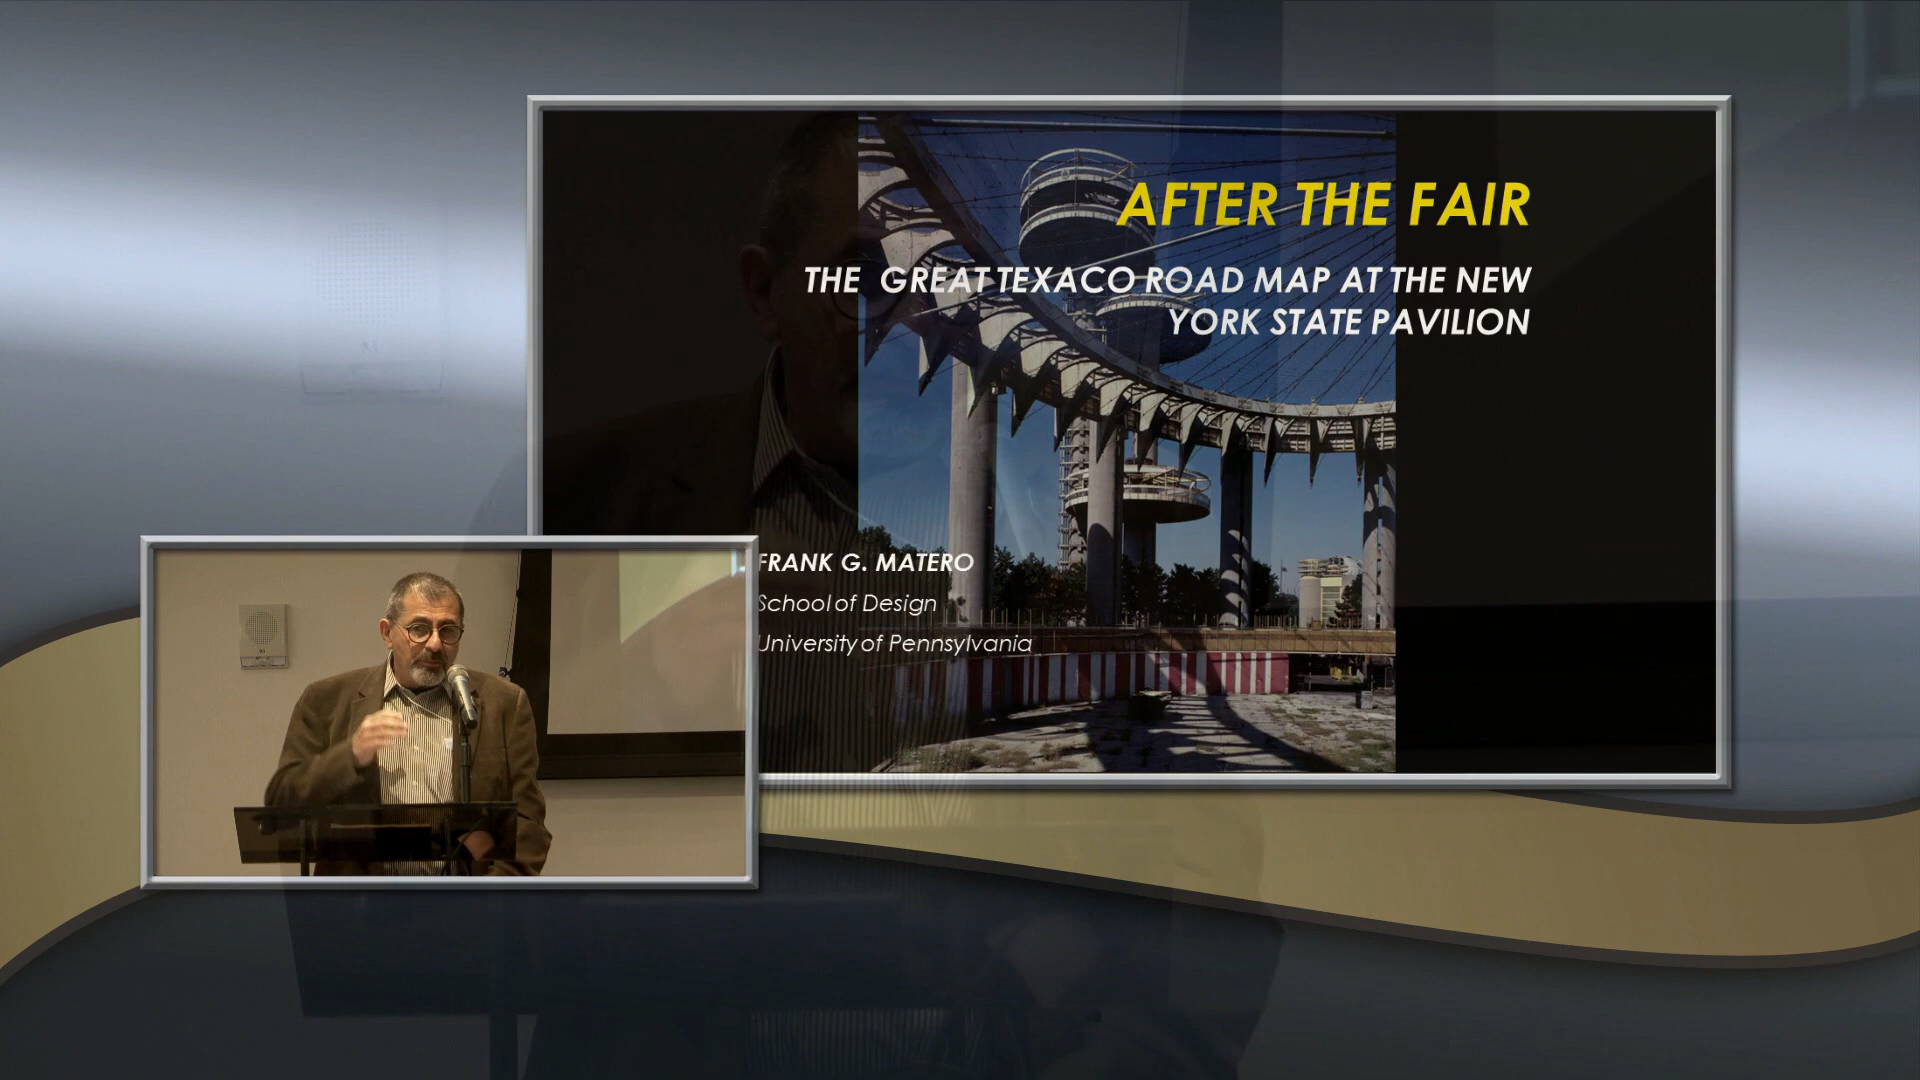 AFTER THE FAIR
THE GREAT TEXACO ROAD MAP AT THE NEW
YORK STATE PAVILION
FRANK G. MATERO
School of Design
University of Pennsylvania